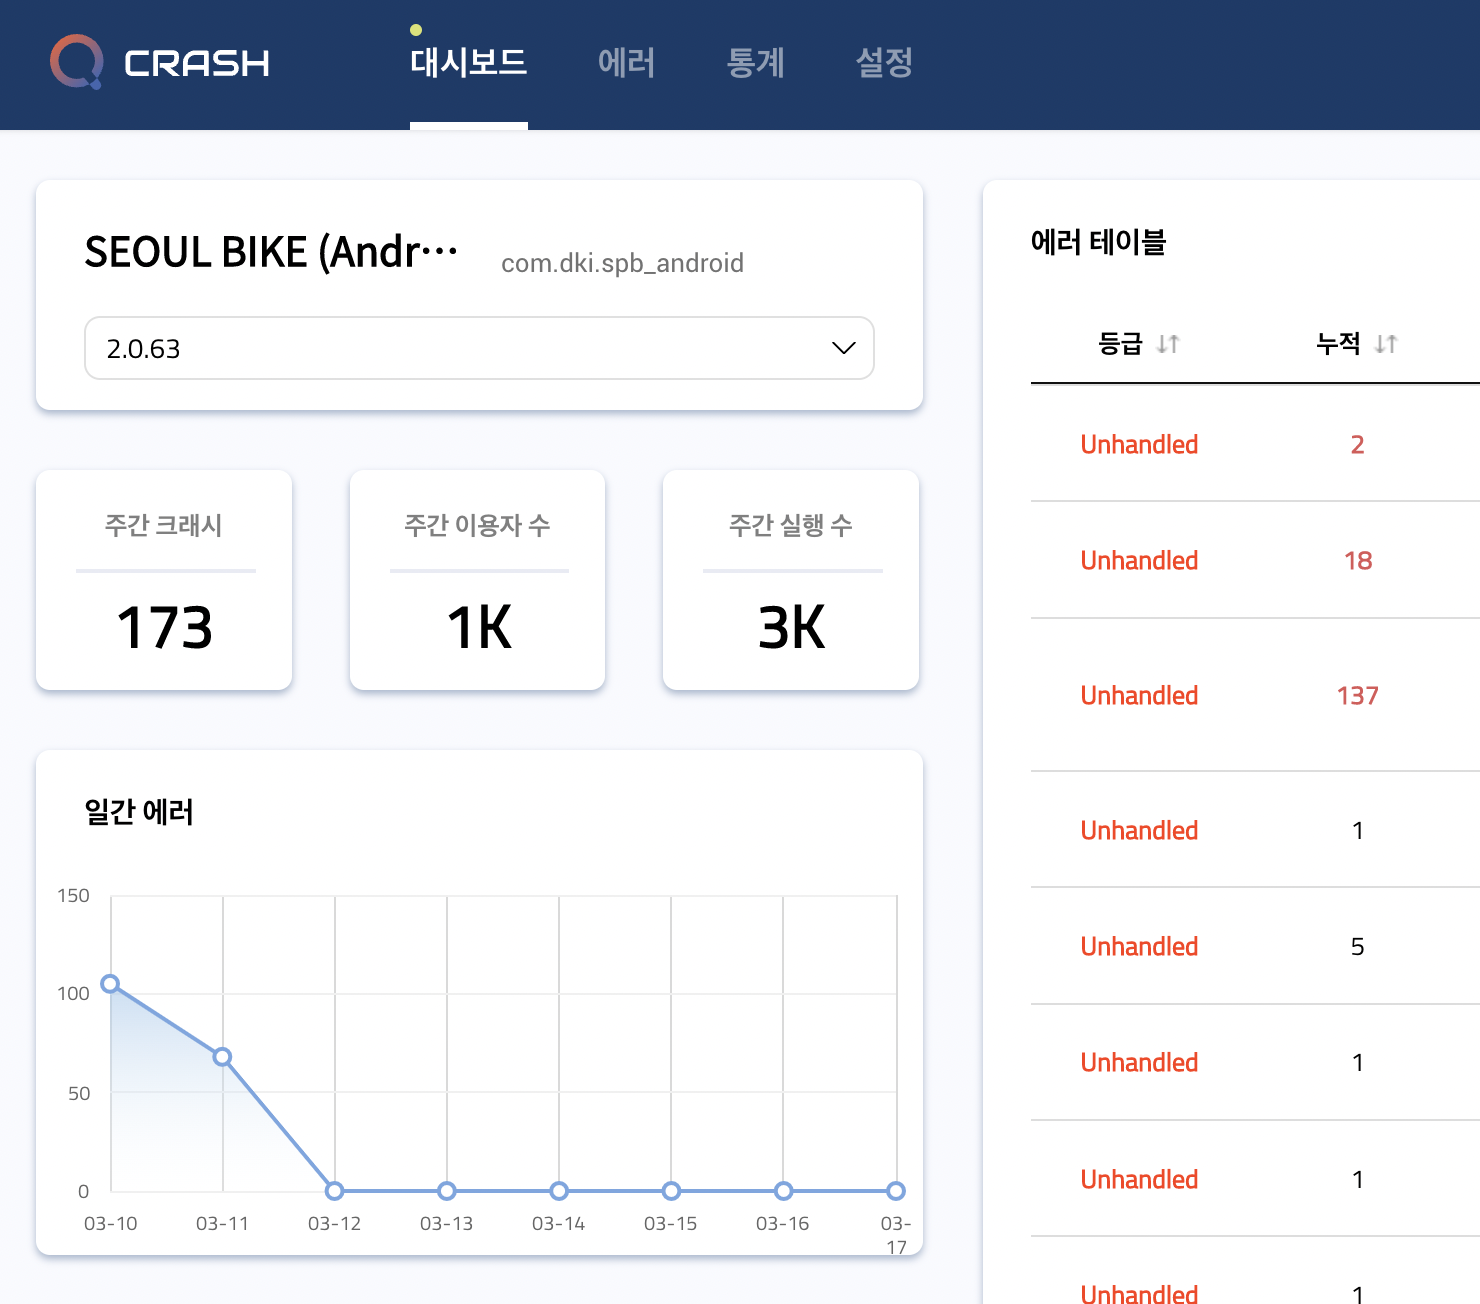 CRASH
대시보드 에러 통계 설정
SEOUL BIKE (Andr⋯ com.dki.spb_android
2.0.63
주간 크래시
173
주간 이용자 수
1K
주간 실행 수
3K
일간 에러
150
100
50
0
03-10 03-11 03-12 03-13 03-14 03-15 03-16 03-
17
에러 테이블
등급 ↓↑ 누적 ↓↑
Unhandled 2
Unhandled 18
Unhandled 137
Unhandled 1
Unhandled 5
Unhandled 1
Unhandled 1
Unhandled 1